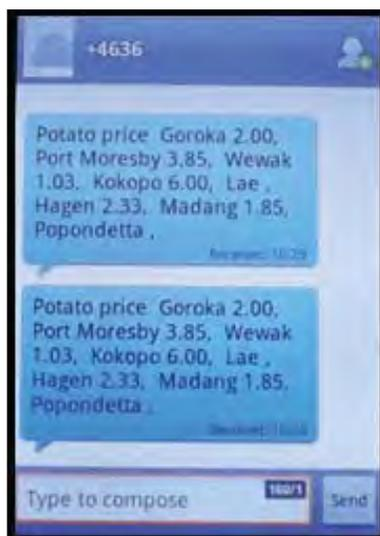 +4636
Potato price Goroka 2.00,
Port Moresby 3.85, Wewak
1.03, Kokopo 6.00, Lae ,
Hagen 2.33, Madang 1.85,
Popondetta ,
Potato price Goroka 2.00,
Port Moresby 3.85, Wewak
1.03, Kokopo 6.00, Lae ,
Hagen 2.33, Madang 1.85,
Popondetta ,
160/1
Type to compose
Send